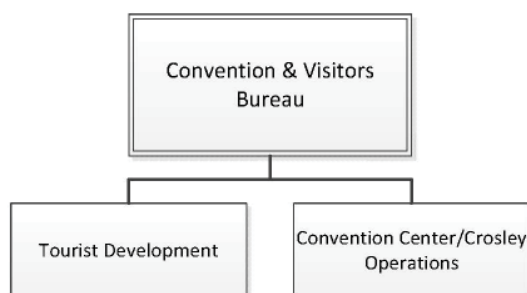 Convention & Visitors
Bureau
Tourist Development
Convention Center/Crosley
Operations